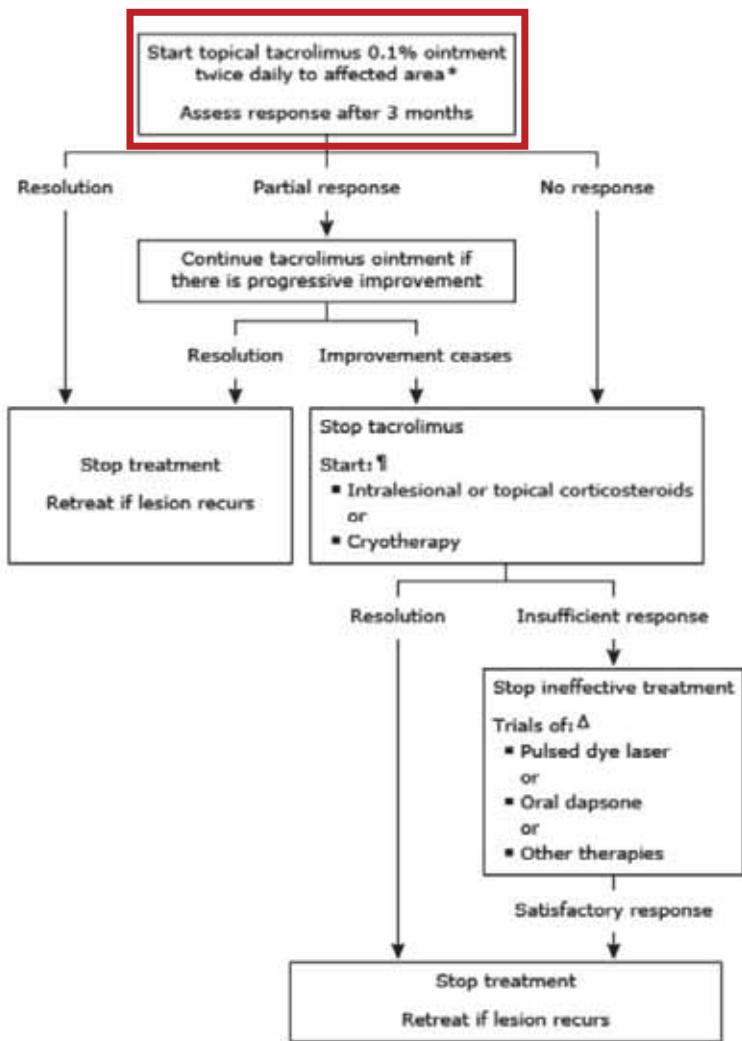 Start topical tacrolimus 0.1% ointment
twice daily to affected area*
Assess response after 3 months
Resolution
Partial response
No response
Continue tacrolimus ointment if
there is progressive improvement
Resolution
Improvement ceases
Stop treatment
Retreat if lesion recurs
Stop tacrolimus
Start:¶
▪ Intralesional or topical corticosteroids
or
▪ Cryotherapy
Resolution
Insufficient response
Stop ineffective treatment
Trials of:Δ
▪ Pulsed dye laser
or
▪ Oral dapsone
or
▪ Other therapies
Satisfactory response
Stop treatment
Retreat if lesion recurs